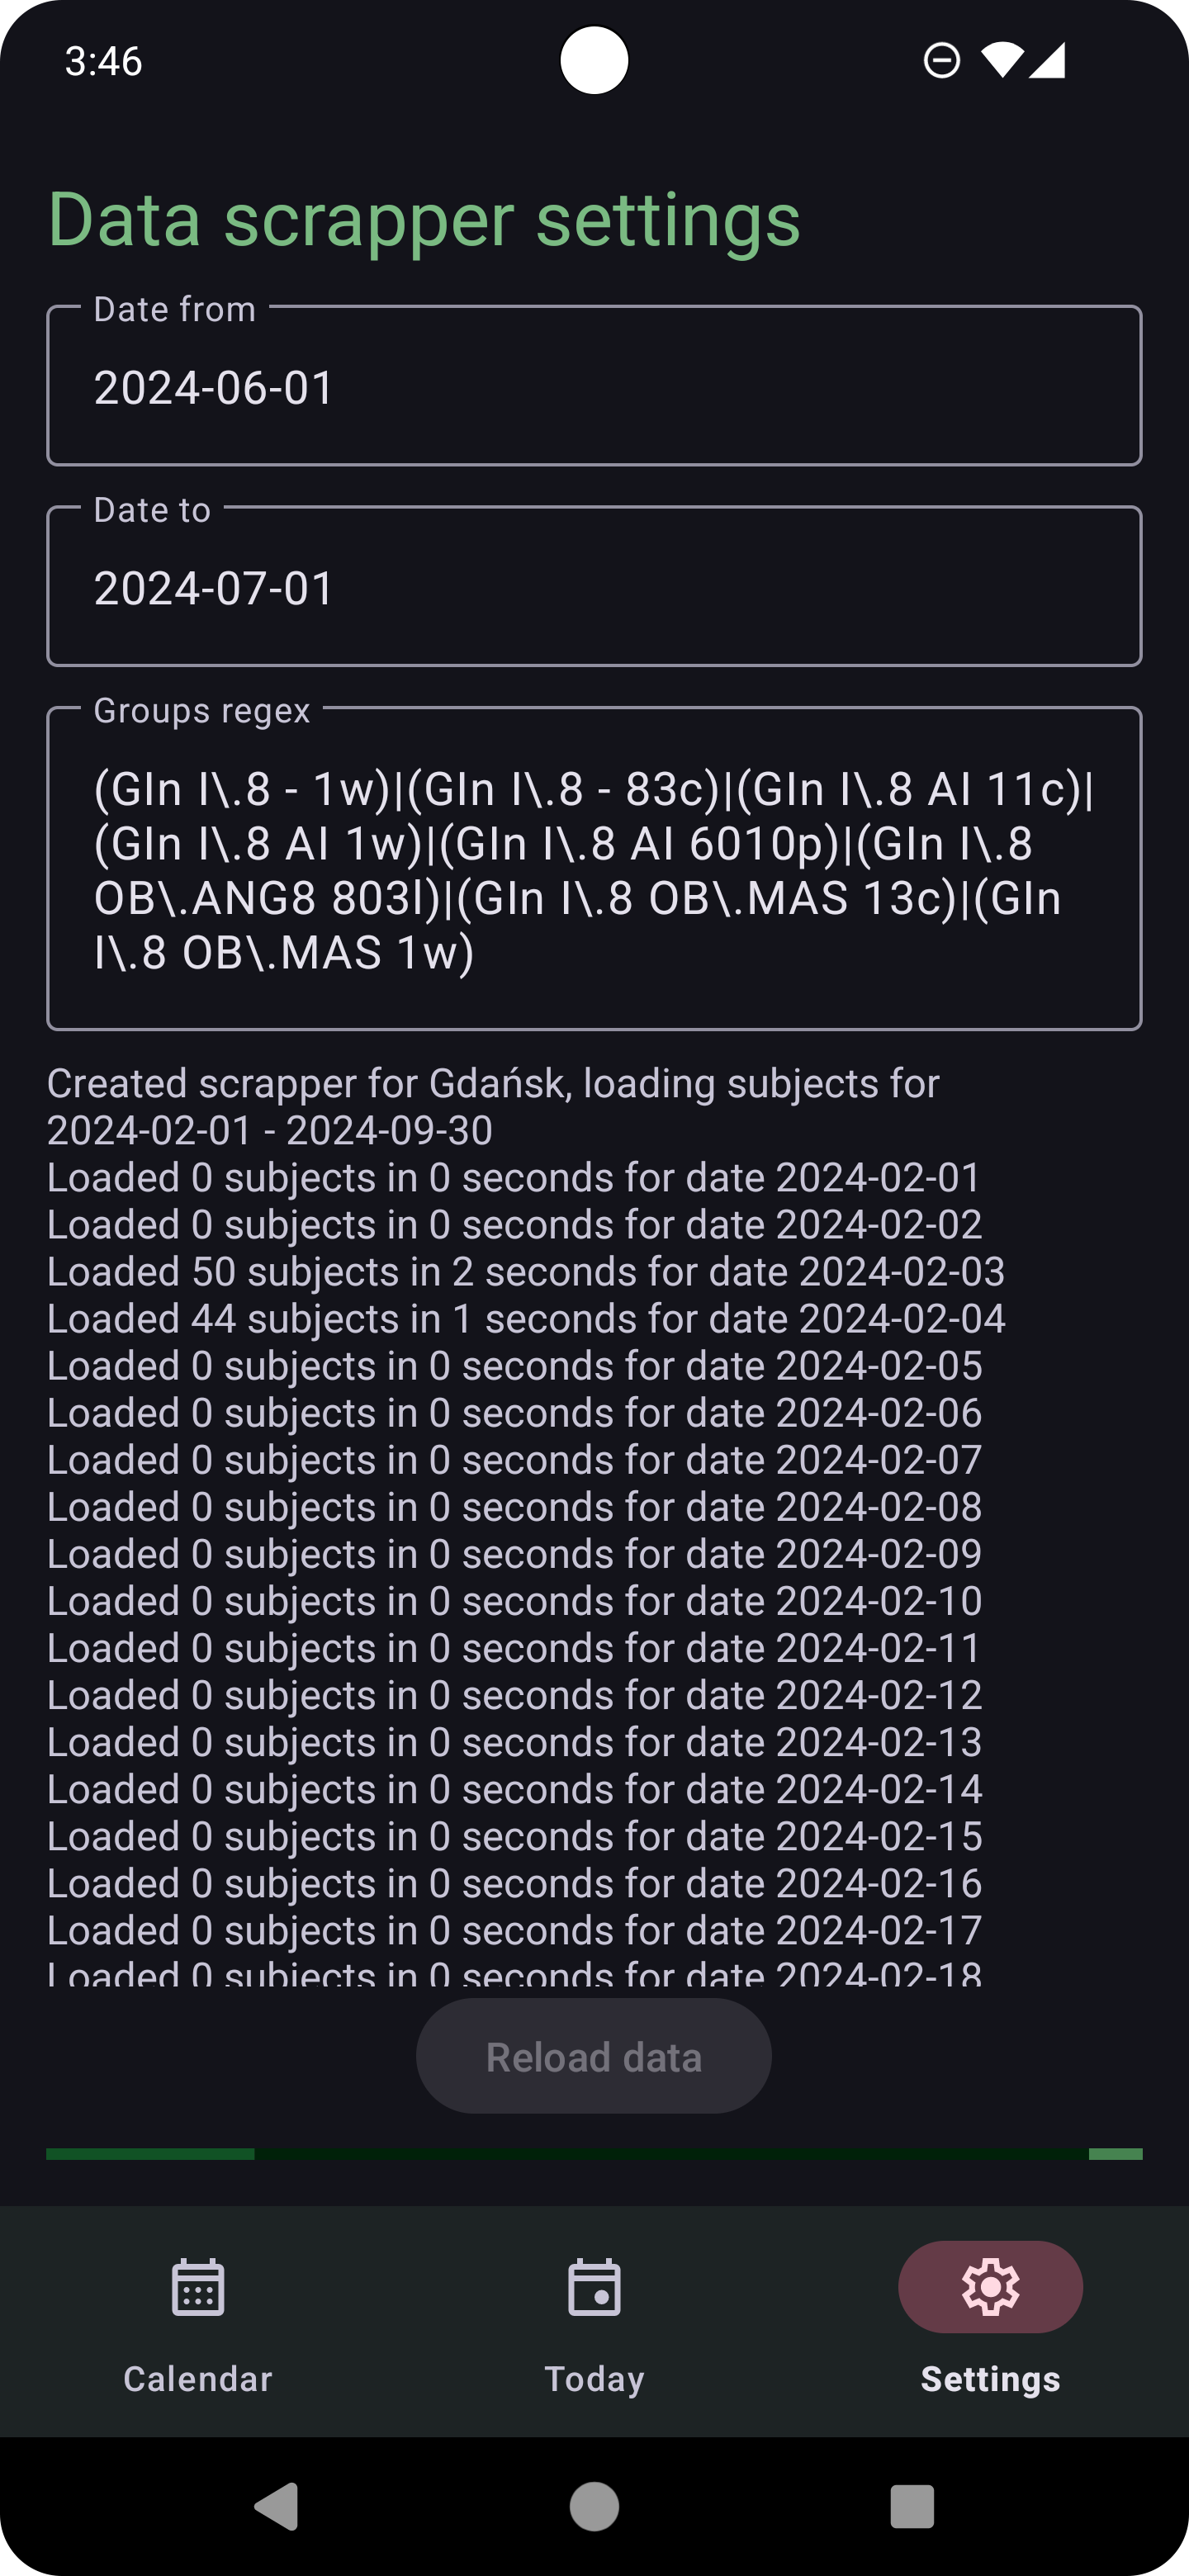 3:46
Data scrapper settings
Date from
2024-06-01
Date to
2024-07-01
Groups regex
(GIn I\.8 - 1w)|(GIn I\.8 - 83c)|(GIn I\.8 AI 11c)|
(GIn I\.8 AI 1w)|(GIn I\.8 AI 6010p)|(GIn I\.8
OB\.ANG8 803l)|(GIn I\.8 OB\.MAS 13c)|(GIn
I\.8 OB\.MAS 1w)
Created scrapper for Gdańsk, loading subjects for
2024-02-01 - 2024-09-30
Loaded 0 subjects in 0 seconds for date 2024-02-01
Loaded 0 subjects in 0 seconds for date 2024-02-02
Loaded 50 subjects in 2 seconds for date 2024-02-03
Loaded 44 subjects in 1 seconds for date 2024-02-04
Loaded 0 subjects in 0 seconds for date 2024-02-05
Loaded 0 subjects in 0 seconds for date 2024-02-06
Loaded 0 subjects in 0 seconds for date 2024-02-07
Loaded 0 subjects in 0 seconds for date 2024-02-08
Loaded 0 subjects in 0 seconds for date 2024-02-09
Loaded 0 subjects in 0 seconds for date 2024-02-10
Loaded 0 subjects in 0 seconds for date 2024-02-11
Loaded 0 subjects in 0 seconds for date 2024-02-12
Loaded 0 subjects in 0 seconds for date 2024-02-13
Loaded 0 subjects in 0 seconds for date 2024-02-14
Loaded 0 subjects in 0 seconds for date 2024-02-15
Loaded 0 subjects in 0 seconds for date 2024-02-16
Loaded 0 subjects in 0 seconds for date 2024-02-17
Loaded 0 subjects in 0 seconds for date 2024-02-18
Reload data
Calendar
Today
Settings